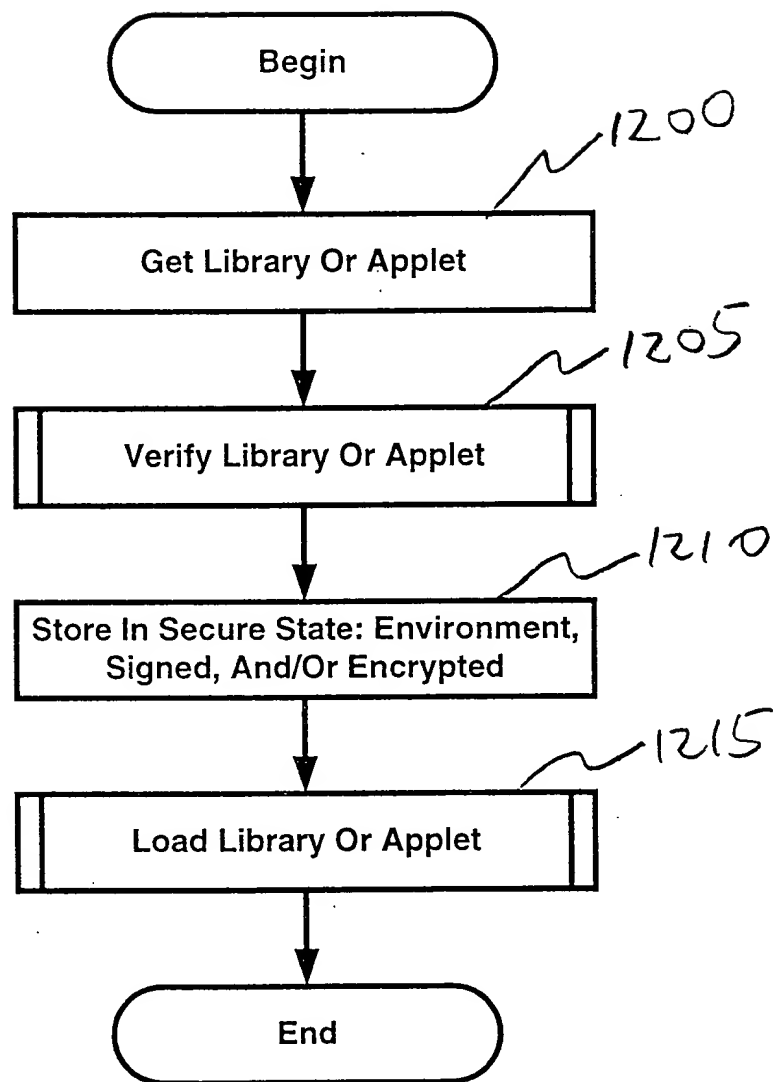 Begin
1200
Get Library Or Applet
1205
Verify Library Or Applet
1210
Store In Secure State: Environment,
Signed, And/Or Encrypted
1215
Load Library Or Applet
End